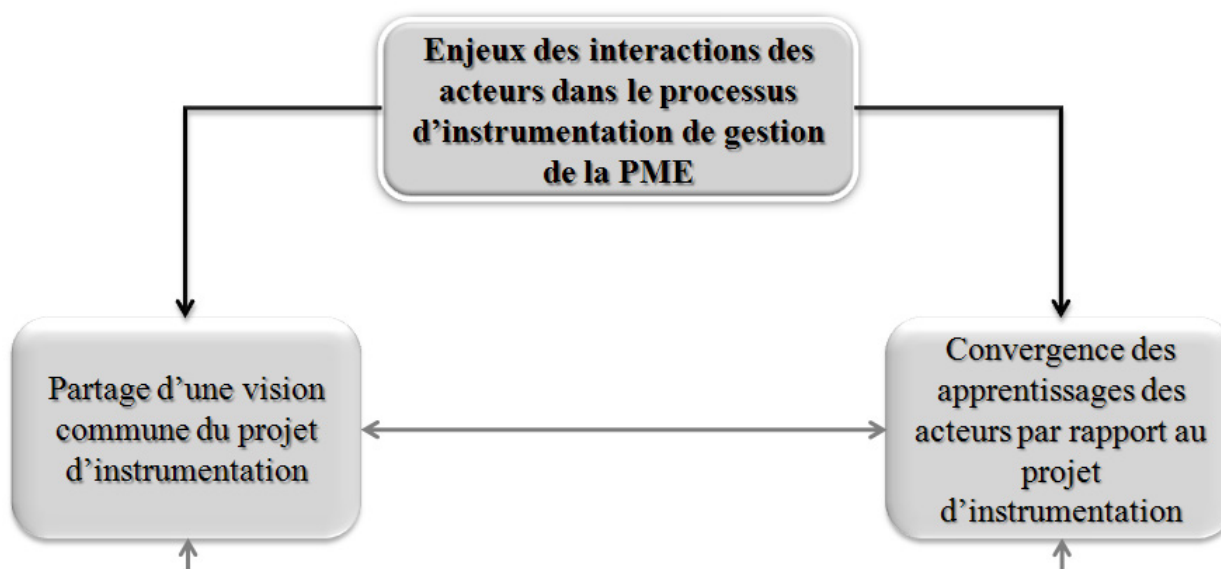 Enjeux des interactions des
acteurs dans le processus
d’instrumentation de gestion
de la PME
Partage d’une vision
commune du projet
d’instrumentation
Convergence des
apprentissages des
acteurs par rapport au
projet
d’instrumentation